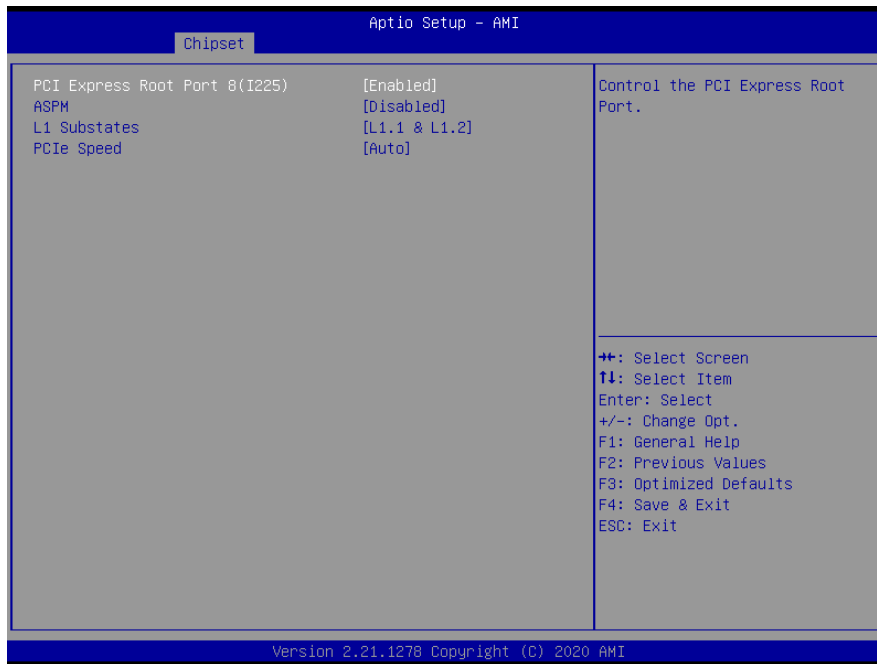 Aptio Setup – AMI
Chipset
PCI Express Root Port 8(I225) [Enabled]
ASPM [Disabled]
L1 Substates [L1.1 & L1.2]
PCIe Speed [Auto]
Control the PCI Express Root
Port.
→←: Select Screen
↑↓: Select Item
Enter: Select
+/-: Change Opt.
F1: General Help
F2: Previous Values
F3: Optimized Defaults
F4: Save & Exit
ESC: Exit
Version 2.21.1278 Copyright (C) 2020 AMI